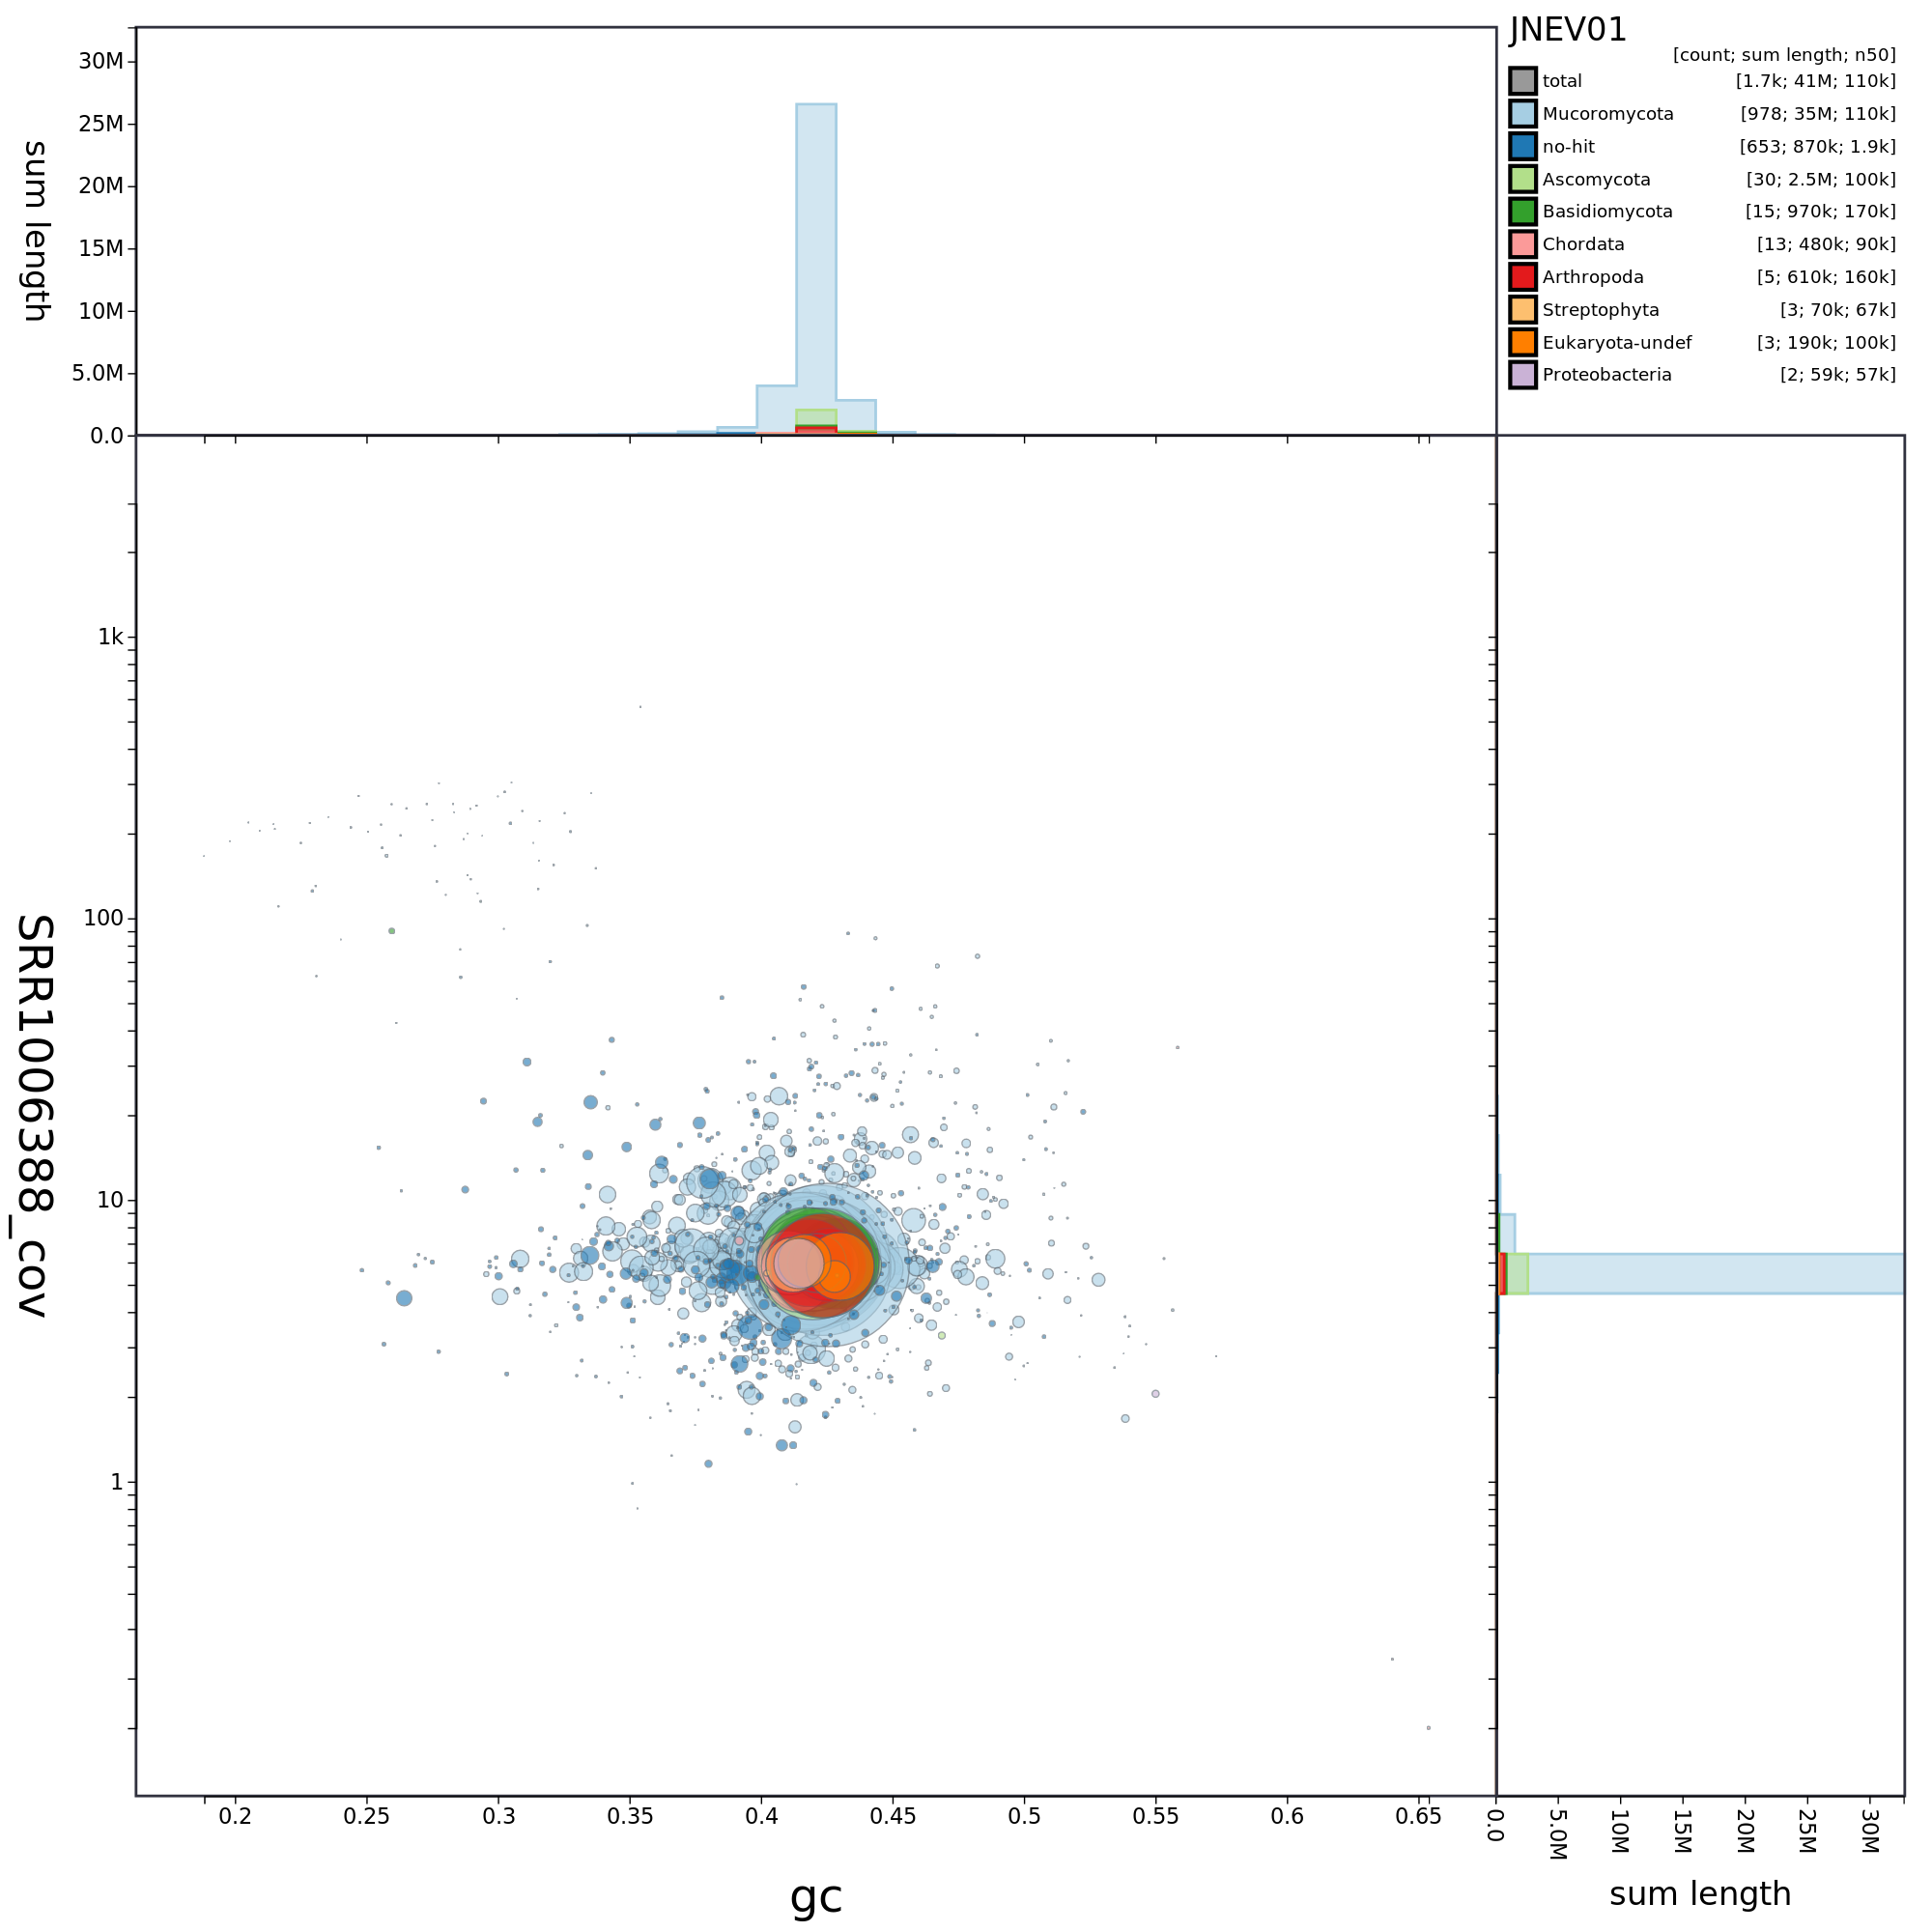 JNEV01
[count; sum length; n50]
total [1.7k; 41M; 110k]
Mucoromycota [978; 35M; 110k]
no-hit [653; 870k; 1.9k]
Ascomycota [30; 2.5M; 100k]
Basidiomycota [15; 970k; 170k]
Chordata [13; 480k; 90k]
Arthropoda [5; 610k; 160k]
Streptophyta [3; 70k; 67k]
Eukaryota-undef [3; 190k; 100k]
Proteobacteria [2; 59k; 57k]
sum length
30M
25M
20M
15M
10M
5.0M
0.0
SRR1006388_cov
1k
100
10
1
0.2 0.25 0.3 0.35 0.4 0.45 0.5 0.55 0.6 0.65
gc
0.0 5.0M 10M 15M 20M 25M 30M
sum length